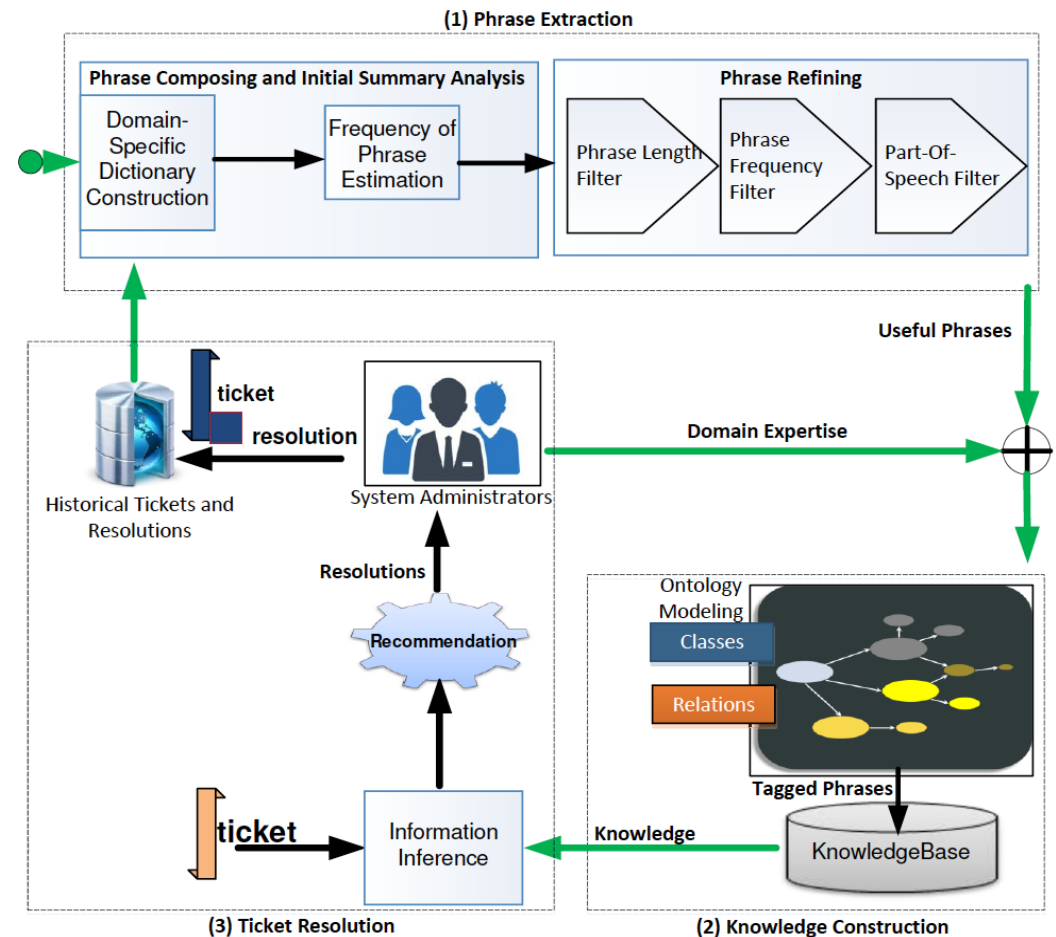 (1) Phrase Extraction
Phrase Composing and Initial Summary Analysis
Domain-
Specific
Dictionary
Construction
Frequency of
Phrase
Estimation
Phrase Refining
Phrase Length
Filter
Phrase
Frequency
Filter
Part-Of-
Speech Filter
Useful Phrases
ticket
resolution
Historical Tickets and
Resolutions
System Administrators
Domain Expertise
Resolutions
Recommendation
Ontology
Modeling
Classes
Relations
Tagged Phrases
KnowledgeBase
Knowledge
ticket
Information
Inference
(3) Ticket Resolution
(2) Knowledge Construction